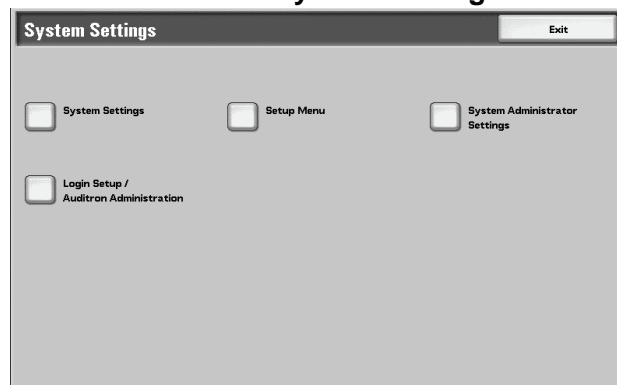 System Settings
Exit
System Settings
Setup Menu
System Administrator
Settings
Login Setup /
Auditron Administration